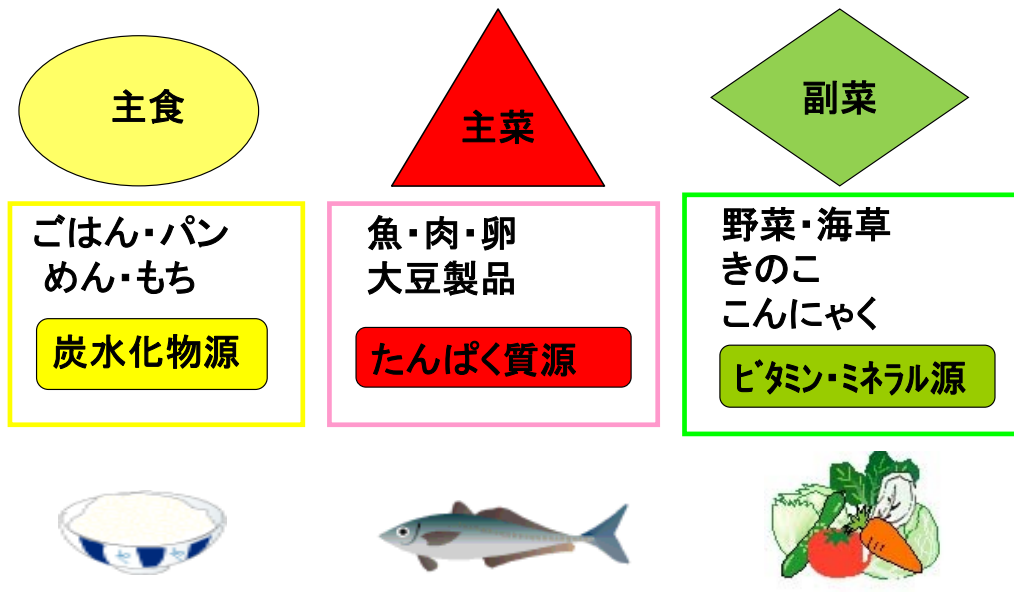 主食
ごはん・パン
めん・もち
炭水化物源
主菜
魚・肉・卵
大豆製品
たんぱく質源
副菜
野菜・海草
きのこ
こんにゃく
ﾋﾞﾀﾐﾝ・ﾐﾈﾗﾙ源